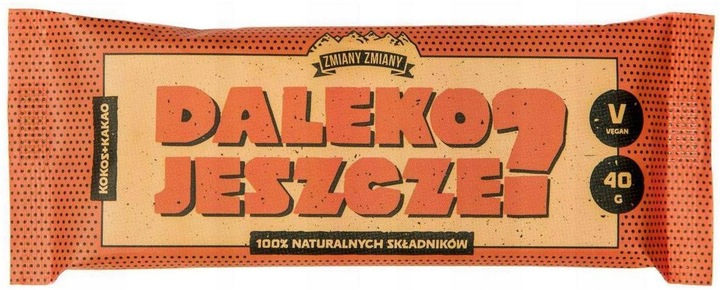 ZMIANY ZMIANY
DALEKO
JESZCZE?
KOKOS+KAKAO
V
VEGAN
40
G
100% NATURALNYCH SKŁADNIKÓW